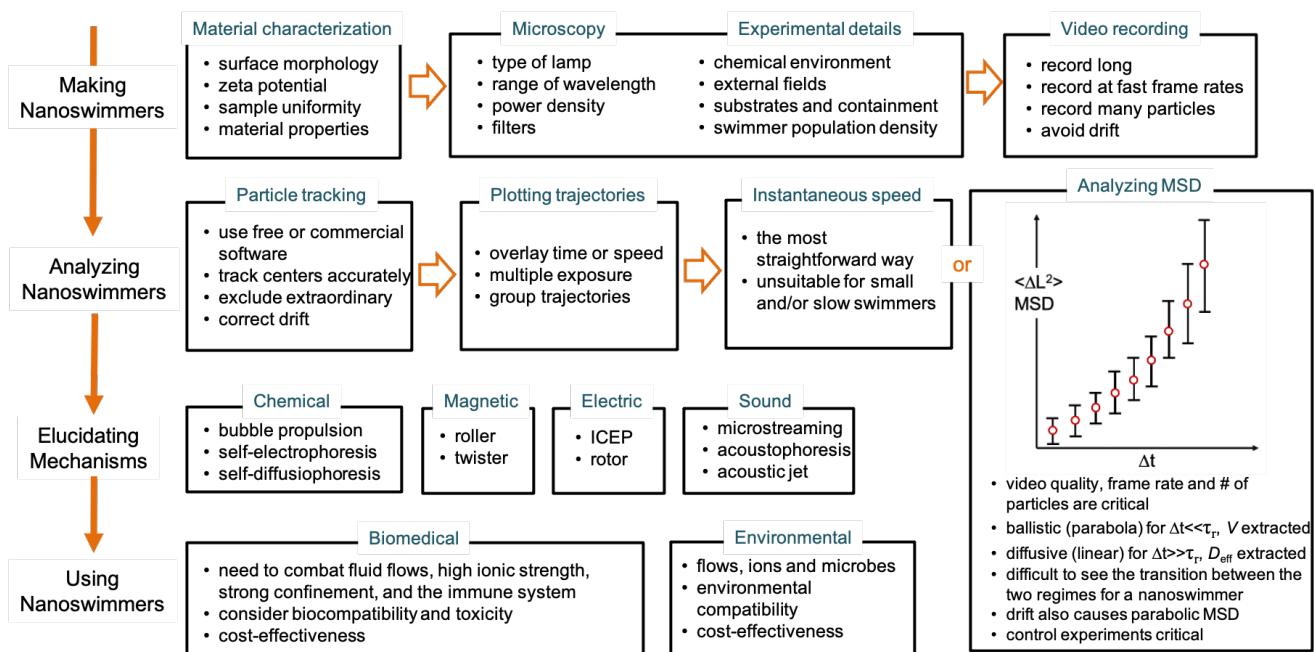 Making
Nanoswimmers
Material characterization
• surface morphology
• zeta potential
• sample uniformity
• material properties
Microscopy
• type of lamp
• range of wavelength
• power density
• filters
Experimental details
• chemical environment
• external fields
• substrates and containment
• swimmer population density
Video recording
• record long
• record at fast frame rates
• record many particles
• avoid drift
Analyzing
Nanoswimmers
Particle tracking
• use free or commercial
software
• track centers accurately
• exclude extraordinary
• correct drift
Plotting trajectories
• overlay time or speed
• multiple exposure
• group trajectories
Instantaneous speed
• the most
straightforward way
• unsuitable for small
and/or slow swimmers
or
Analyzing MSD
<ΔL²>
MSD
Δt
• video quality, frame rate and # of
particles are critical
• ballistic (parabola) for Δt<<τr, V extracted
• diffusive (linear) for Δt>>τr, Deff extracted
• difficult to see the transition between the
two regimes for a nanoswimmer
• drift also causes parabolic MSD
• control experiments critical
Elucidating
Mechanisms
Chemical
• bubble propulsion
• self-electrophoresis
• self-diffusiophoresis
Magnetic
• roller
• twister
Electric
• ICEP
• rotor
Sound
• microstreaming
• acoustophoresis
• acoustic jet
Using
Nanoswimmers
Biomedical
• need to combat fluid flows, high ionic strength,
strong confinement, and the immune system
• consider biocompatibility and toxicity
• cost-effectiveness
Environmental
• flows, ions and microbes
• environmental
compatibility
• cost-effectiveness